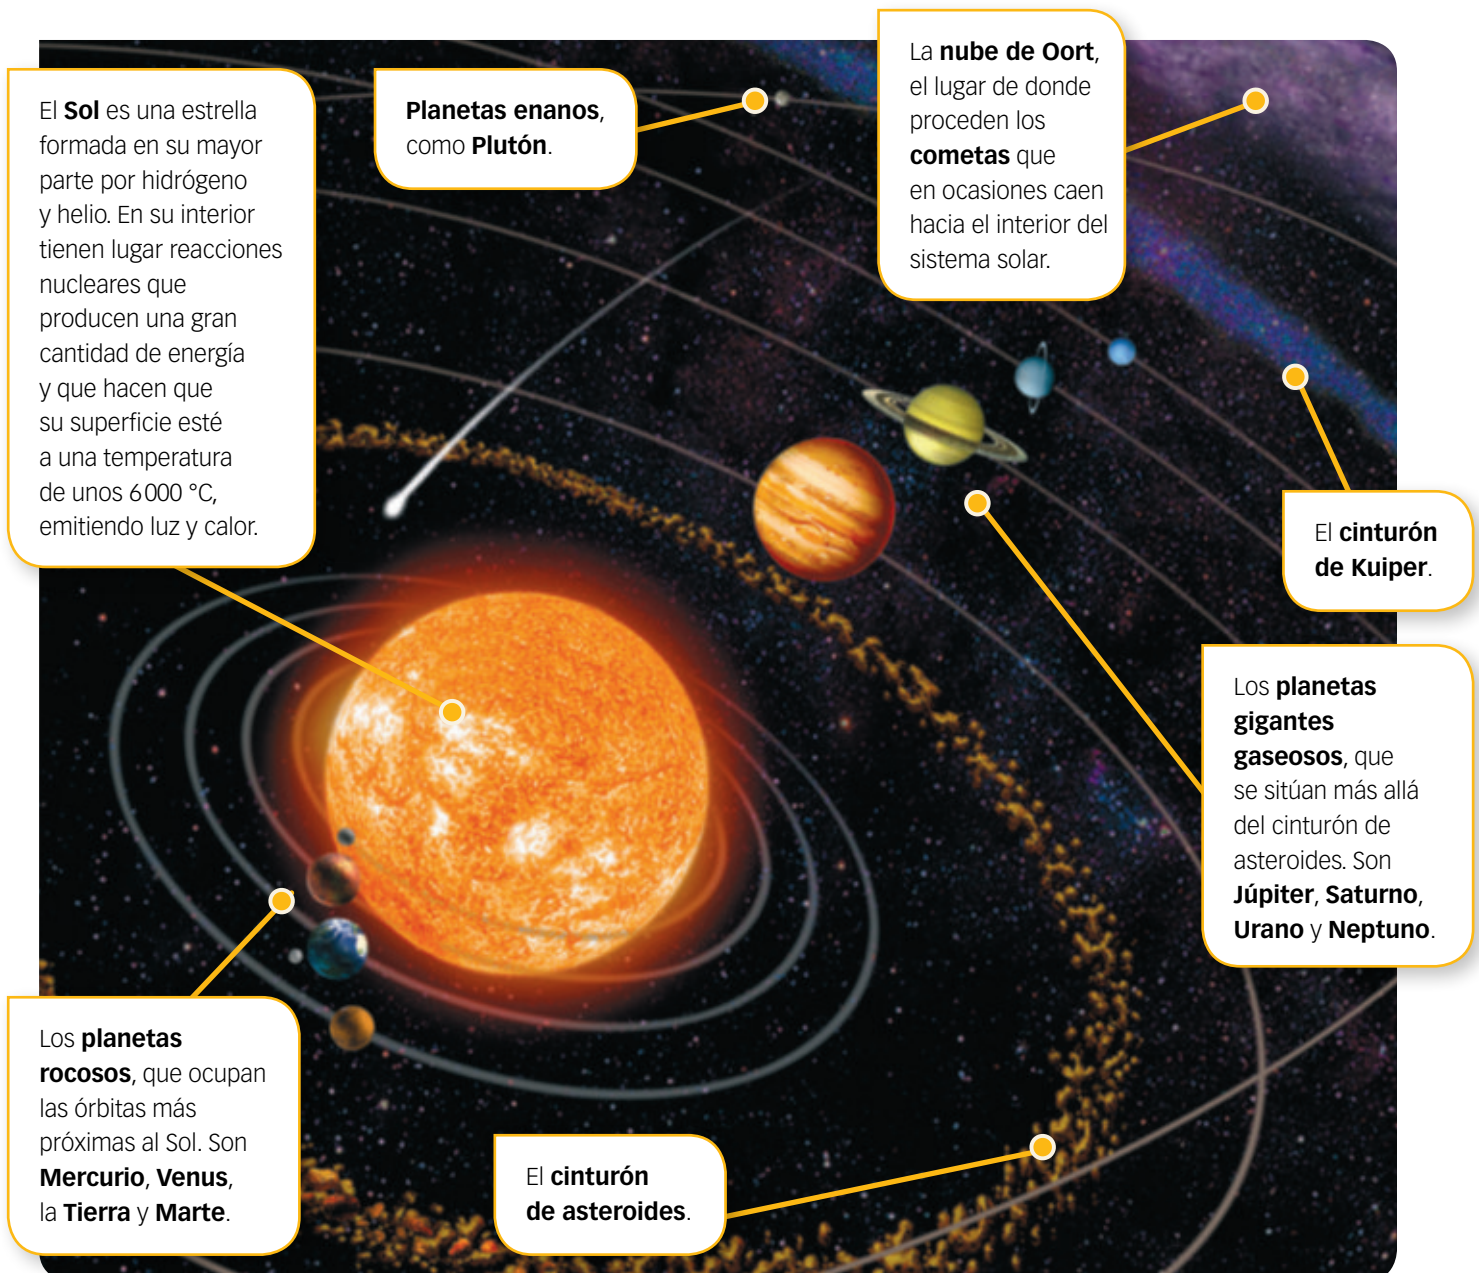 El Sol es una estrella
formada en su mayor
parte por hidrógeno
y helio. En su interior
tienen lugar reacciones
nucleares que
producen una gran
cantidad de energía
y que hacen que
su superficie esté
a una temperatura
de unos 6 000 °C,
emitiendo luz y calor.
Planetas enanos,
como Plutón.
La nube de Oort,
el lugar de donde
proceden los
cometas que
en ocasiones caen
hacia el interior del
sistema solar.
El cinturón
de Kuiper.
Los planetas
gigantes
gaseosos, que
se sitúan más allá
del cinturón de
asteroides. Son
Júpiter, Saturno,
Urano y Neptuno.
Los planetas
rocosos, que ocupan
las órbitas más
próximas al Sol. Son
Mercurio, Venus,
la Tierra y Marte.
El cinturón
de asteroides.